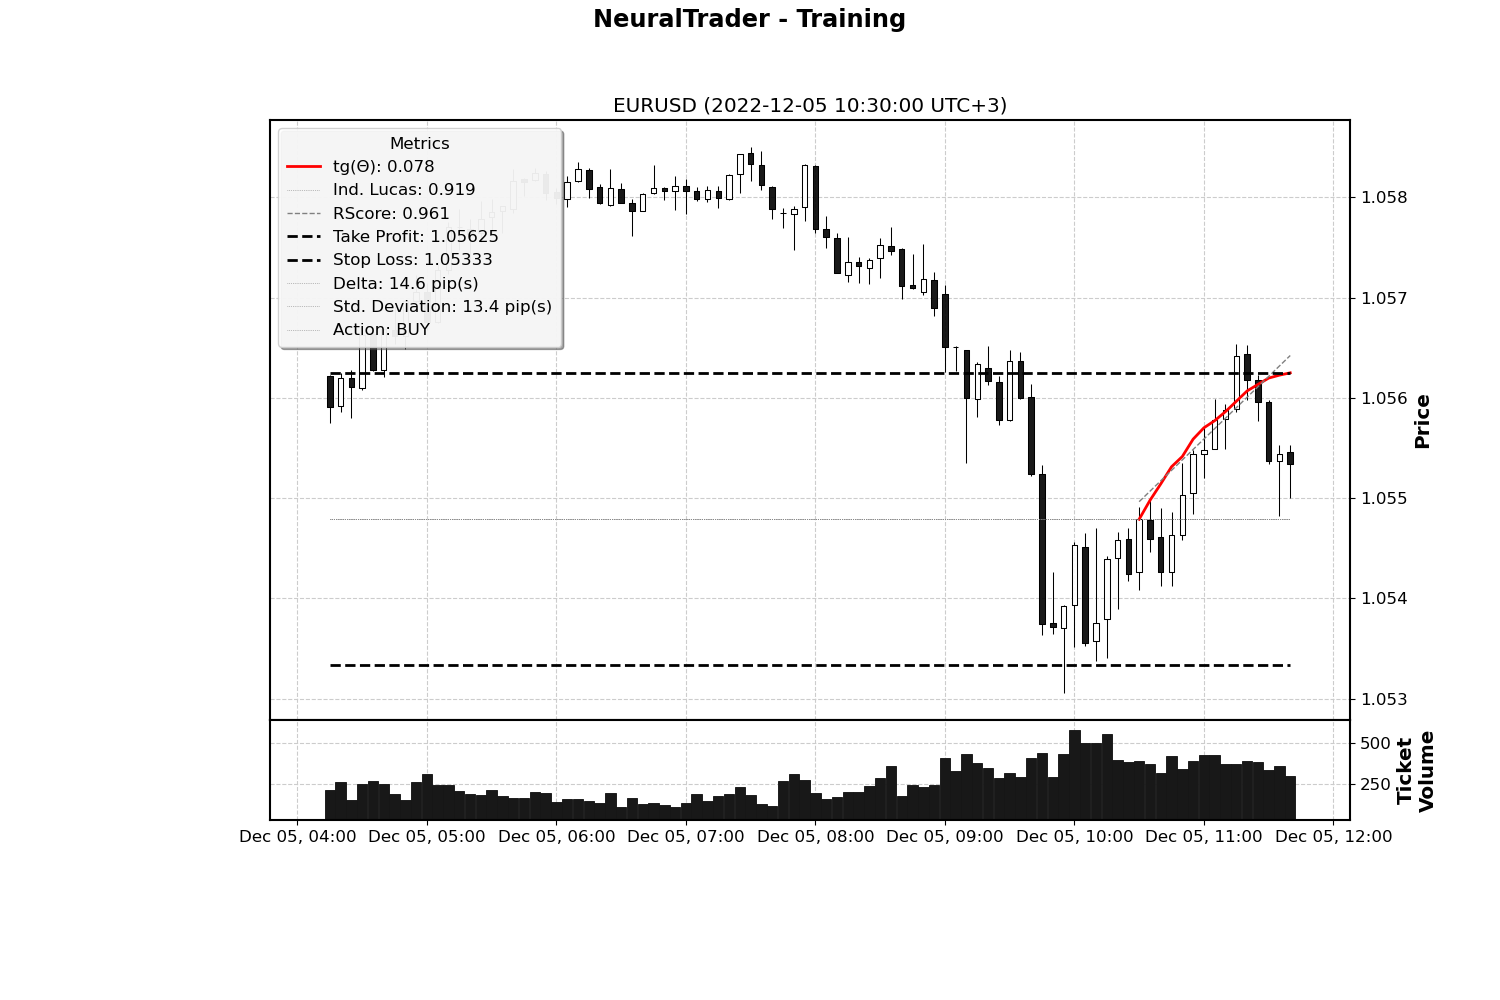 NeuralTrader - Training
EURUSD (2022-12-05 10:30:00 UTC+3)
Metrics
tg(Θ): 0.078
Ind. Lucas: 0.919
RScore: 0.961
Take Profit: 1.05625
Stop Loss: 1.05333
Delta: 14.6 pip(s)
Std. Deviation: 13.4 pip(s)
Action: BUY
1.058
1.057
1.056
1.055
1.054
1.053
Price
500
250
Ticket
Volume
Dec 05, 04:00
Dec 05, 05:00
Dec 05, 06:00
Dec 05, 07:00
Dec 05, 08:00
Dec 05, 09:00
Dec 05, 10:00
Dec 05, 11:00
Dec 05, 12:00